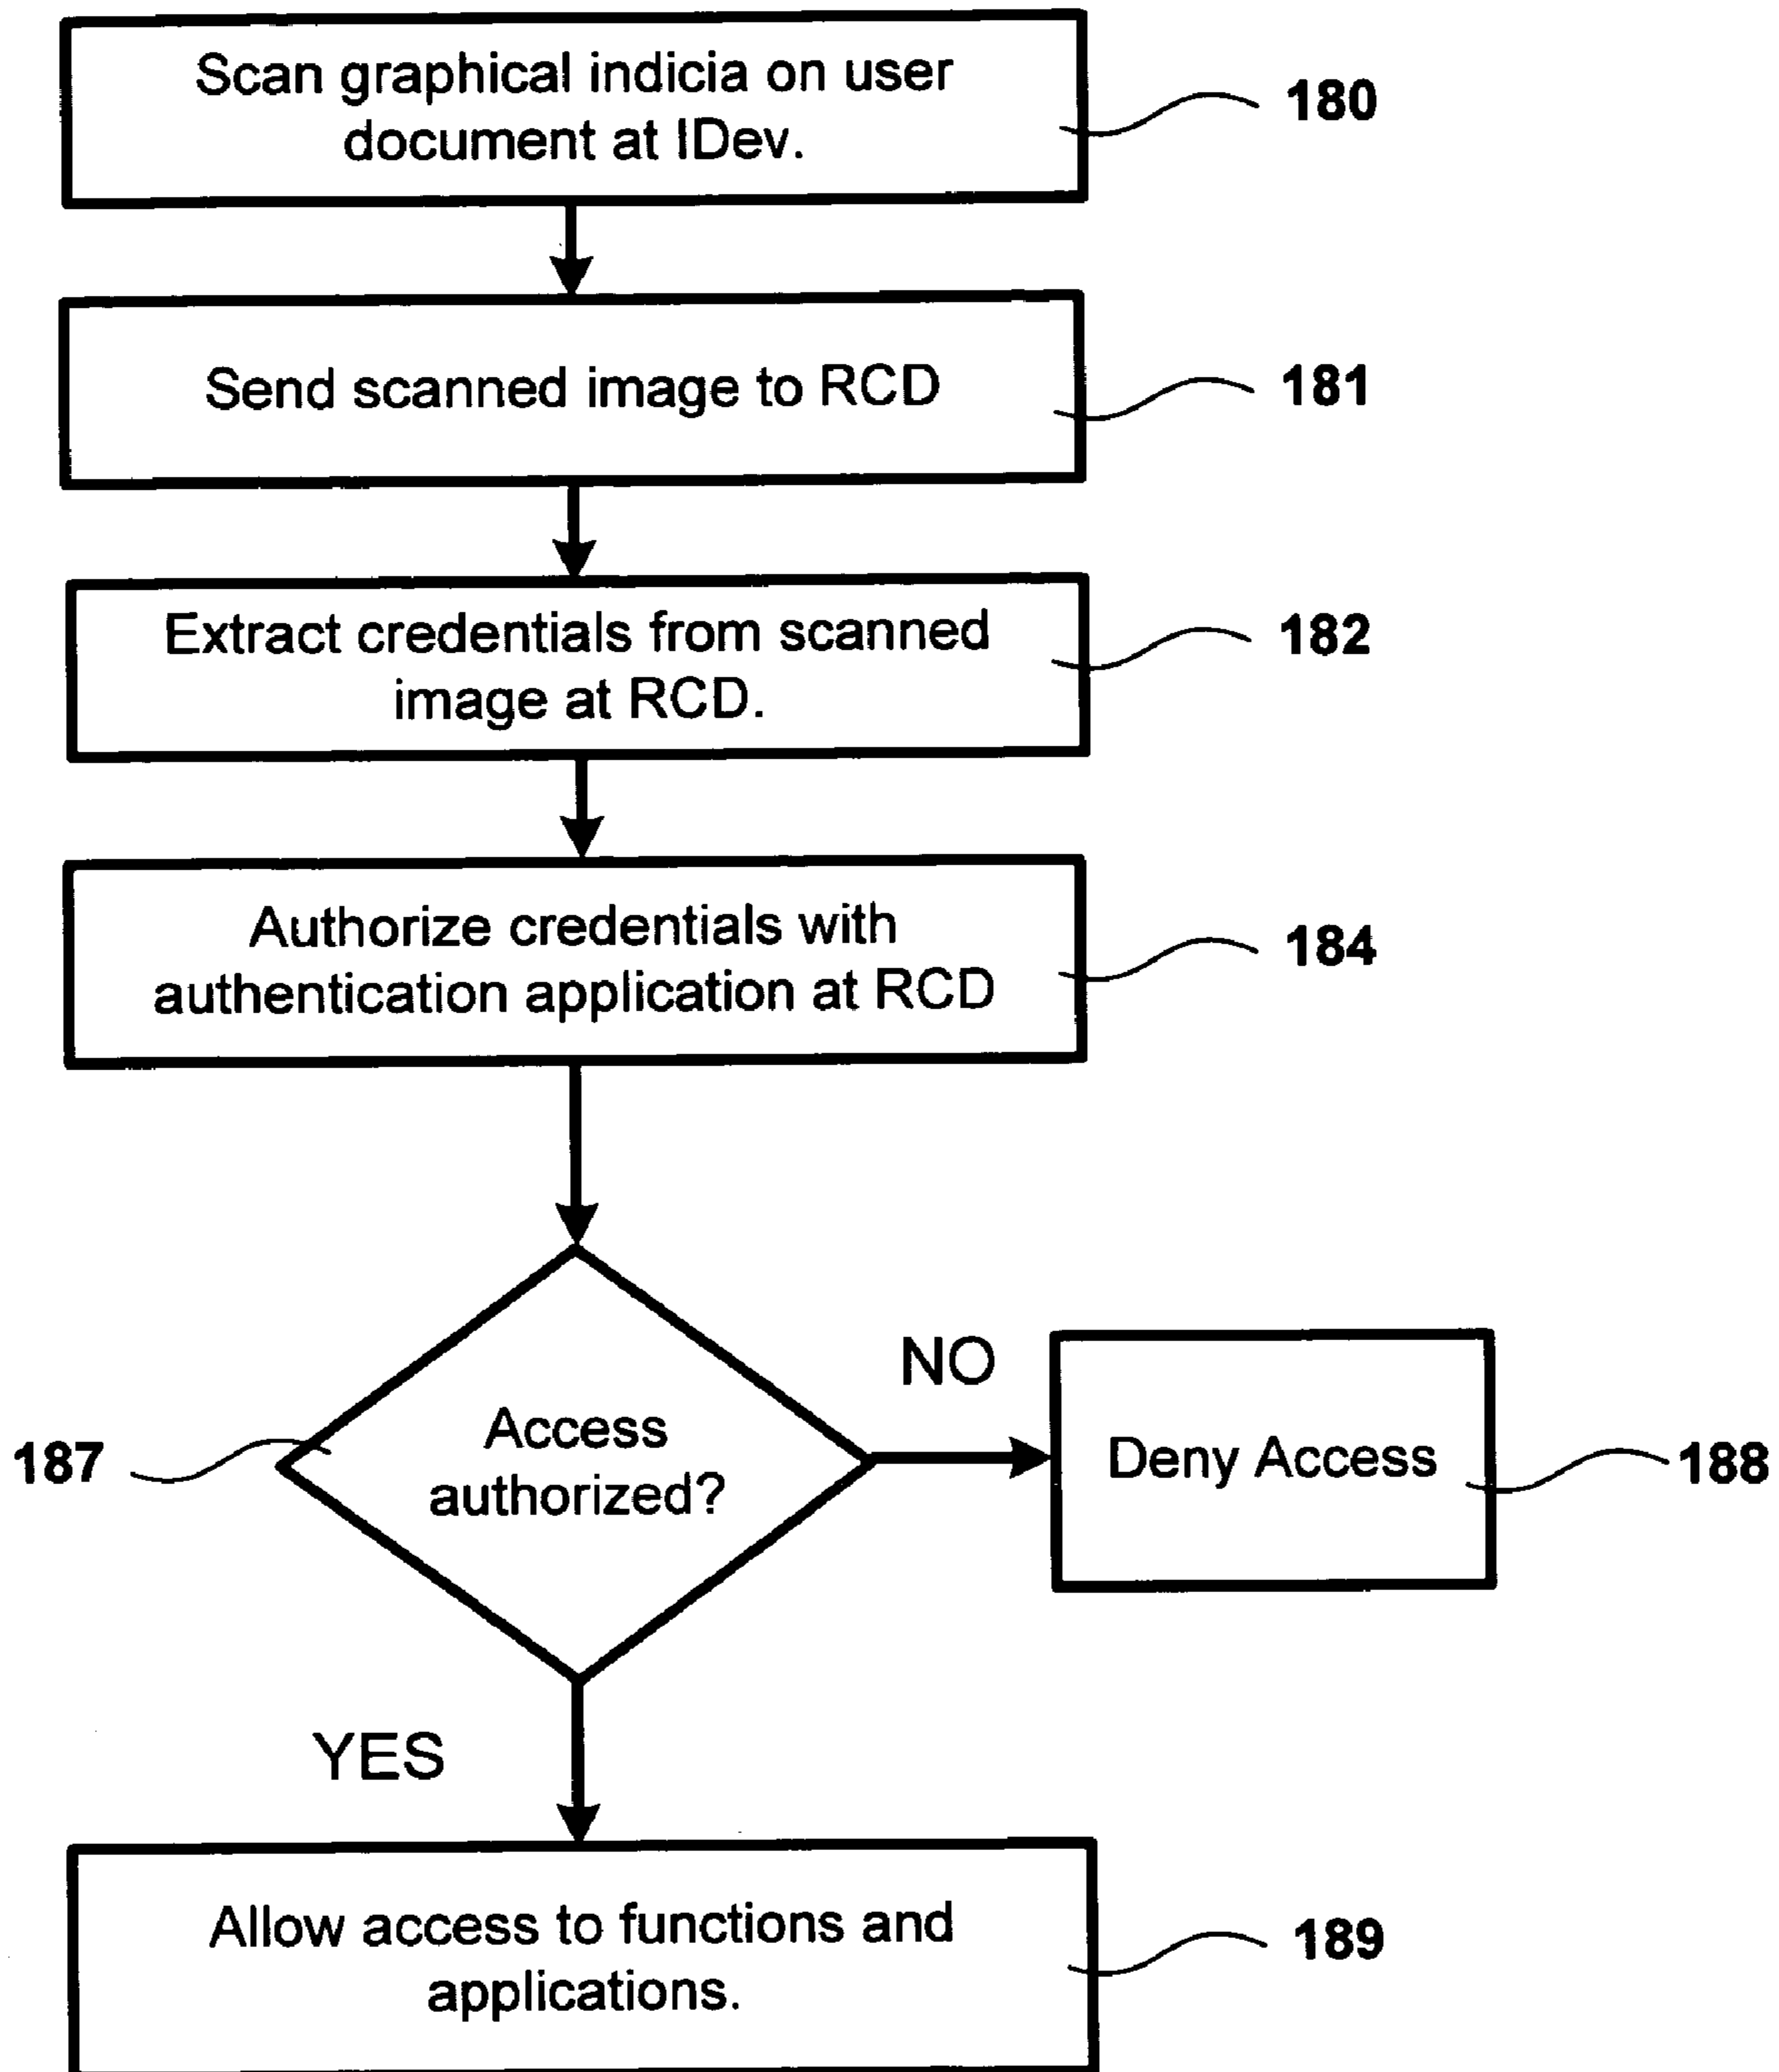 Scan graphical indicia on user
document at IDev.
180
Send scanned image to RCD
181
Extract credentials from scanned
image at RCD.
182
Authorize credentials with
authentication application at RCD
184
Access
authorized?
187
NO
Deny Access
188
YES
Allow access to functions and
applications.
189